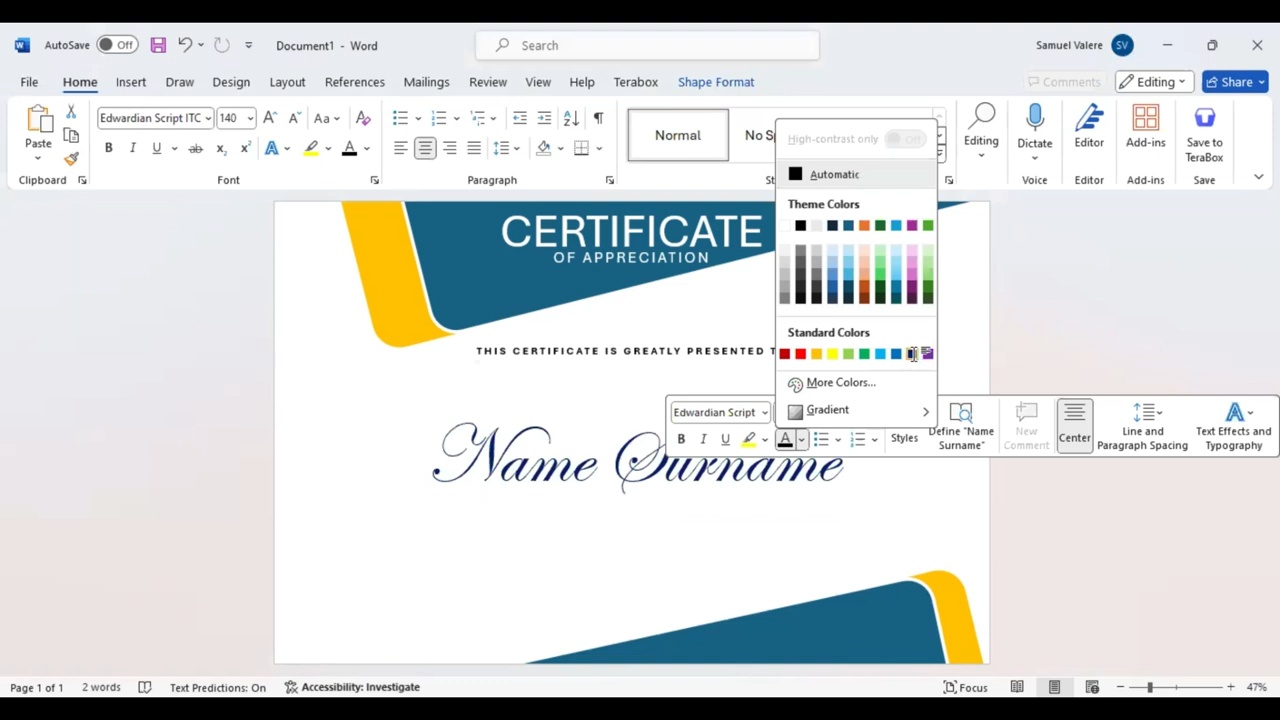 AutoSave Off Document1 - Word Search Samuel Valere SV
File Home Insert Draw Design Layout References Mailings Review View Help Terabox Shape Format Comments Editing Share
Paste
Edwardian Script ITC 140
Normal
No Sp
Editing
Dictate
Editor
Add-ins
Save to
TeraBox
Clipboard Font Paragraph St Voice Editor Add-ins Save
High-contrast only Off
Automatic
Theme Colors
Standard Colors
More Colors...
Gradient
CERTIFICATE
OF APPRECIATION
THIS CERTIFICATE IS GREATLY PRESENTED T
Edwardian Script
Styles
Define "Name
Surname"
New
Comment
Center
Line and
Paragraph Spacing
Text Effects and
Typography
Name Surname
Page 1 of 1 2 words Text Predictions: On Accessibility: Investigate Focus 47%